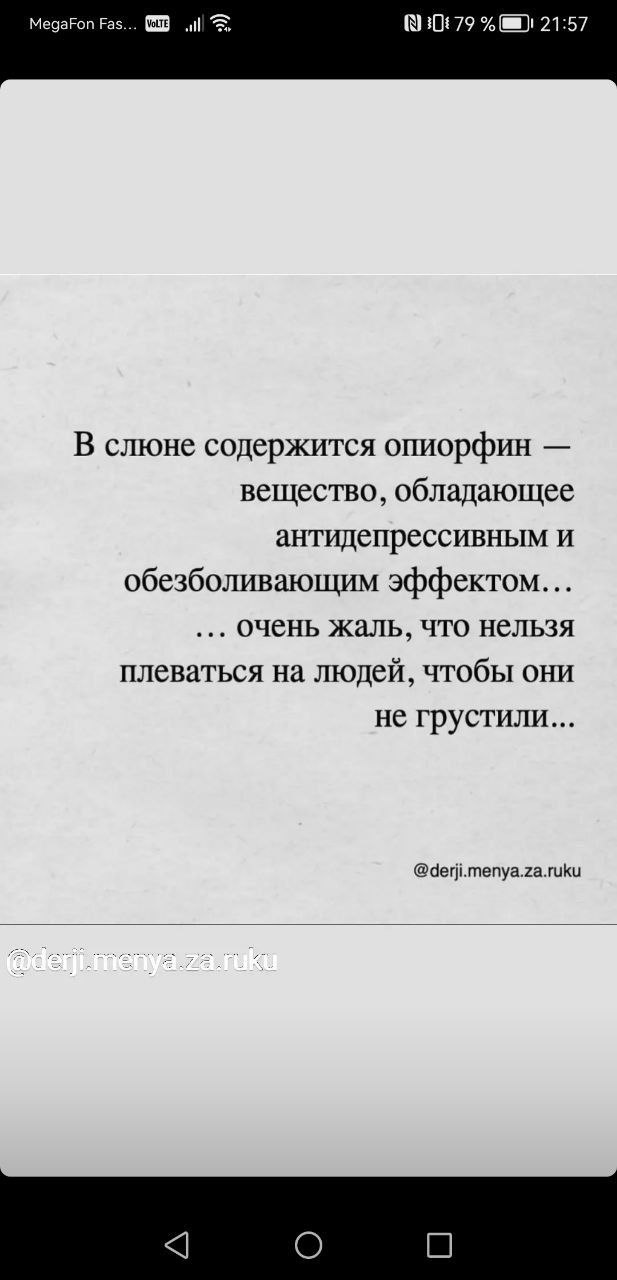 MegaFon Fas... VoLTE 79 % 21:57
В слюне содержится опиорфин —
вещество, обладающее
антидепрессивным и
обезболивающим эффектом...
... очень жаль, что нельзя
плеваться на людей, чтобы они
не грустили...
@derji.menya.za.ruku
@derji.menya.za.ruku